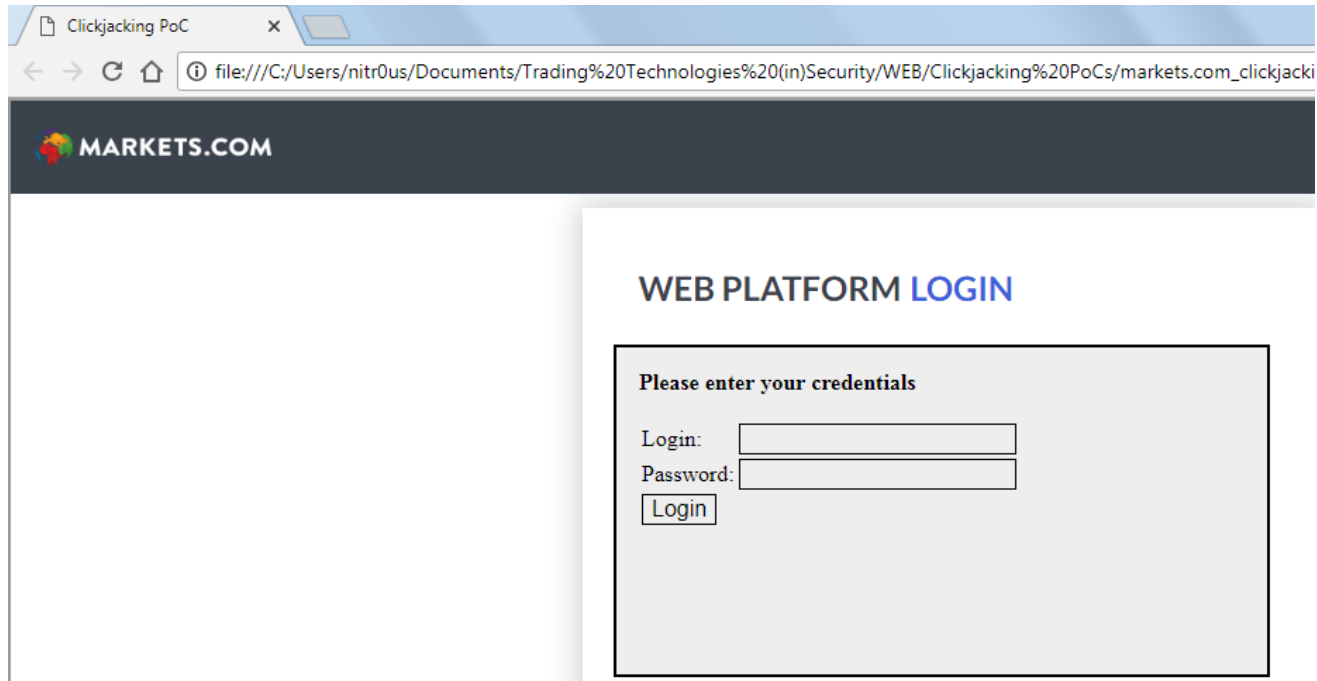 Clickjacking PoC
file:///C:/Users/nitr0us/Documents/Trading%20Technologies%20(in)Security/WEB/Clickjacking%20PoCs/markets.com_clickjacki
MARKETS.COM
WEB PLATFORM LOGIN
Please enter your credentials
Login:
Password:
Login